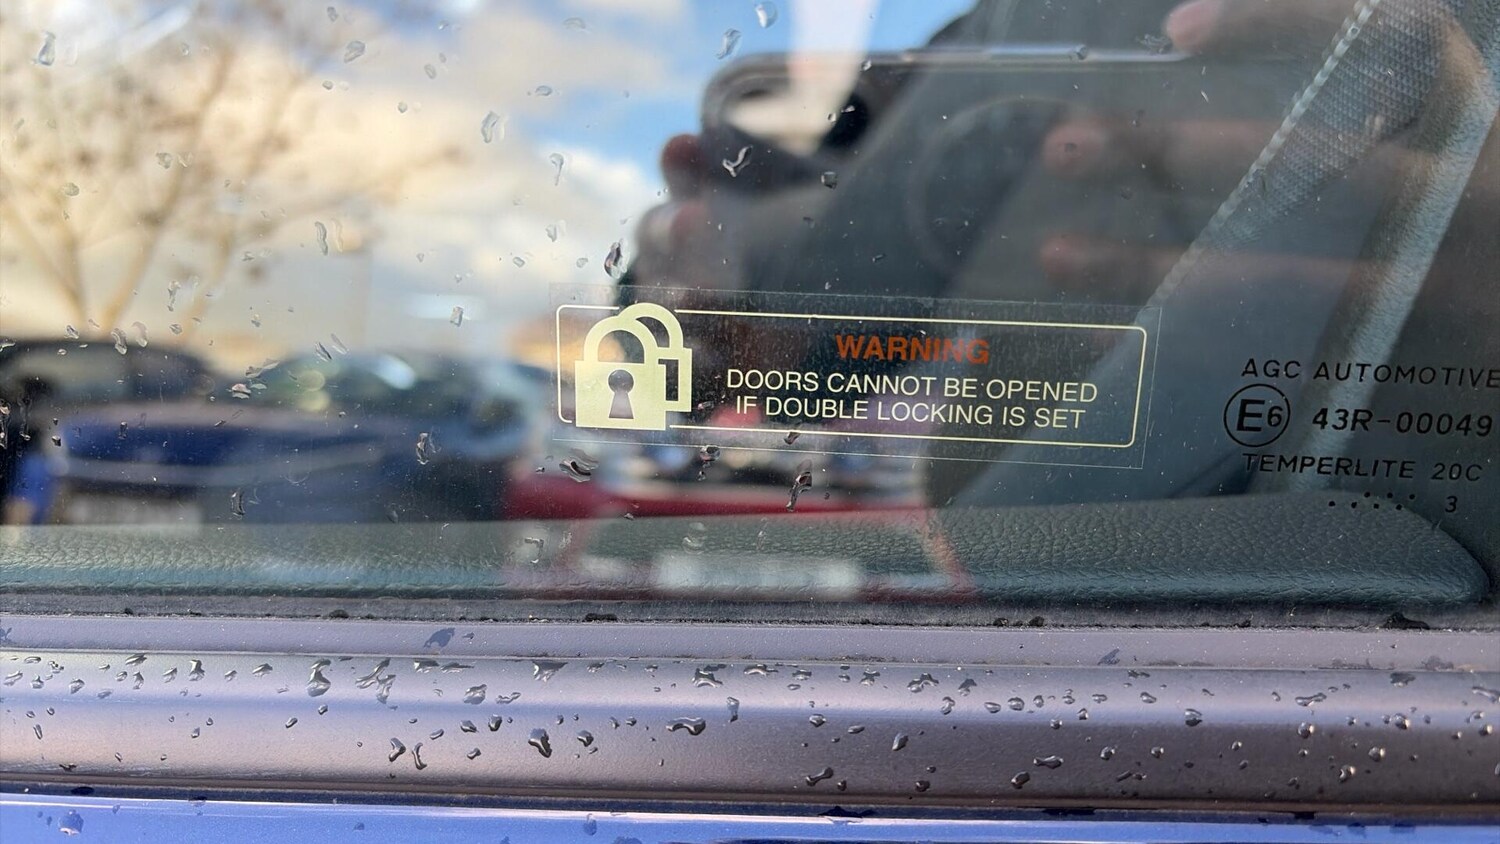 WARNING
DOORS CANNOT BE OPENED
IF DOUBLE LOCKING IS SET
AGC AUTOMOTIVE
E6 43R-00049
TEMPERLITE 20C
3